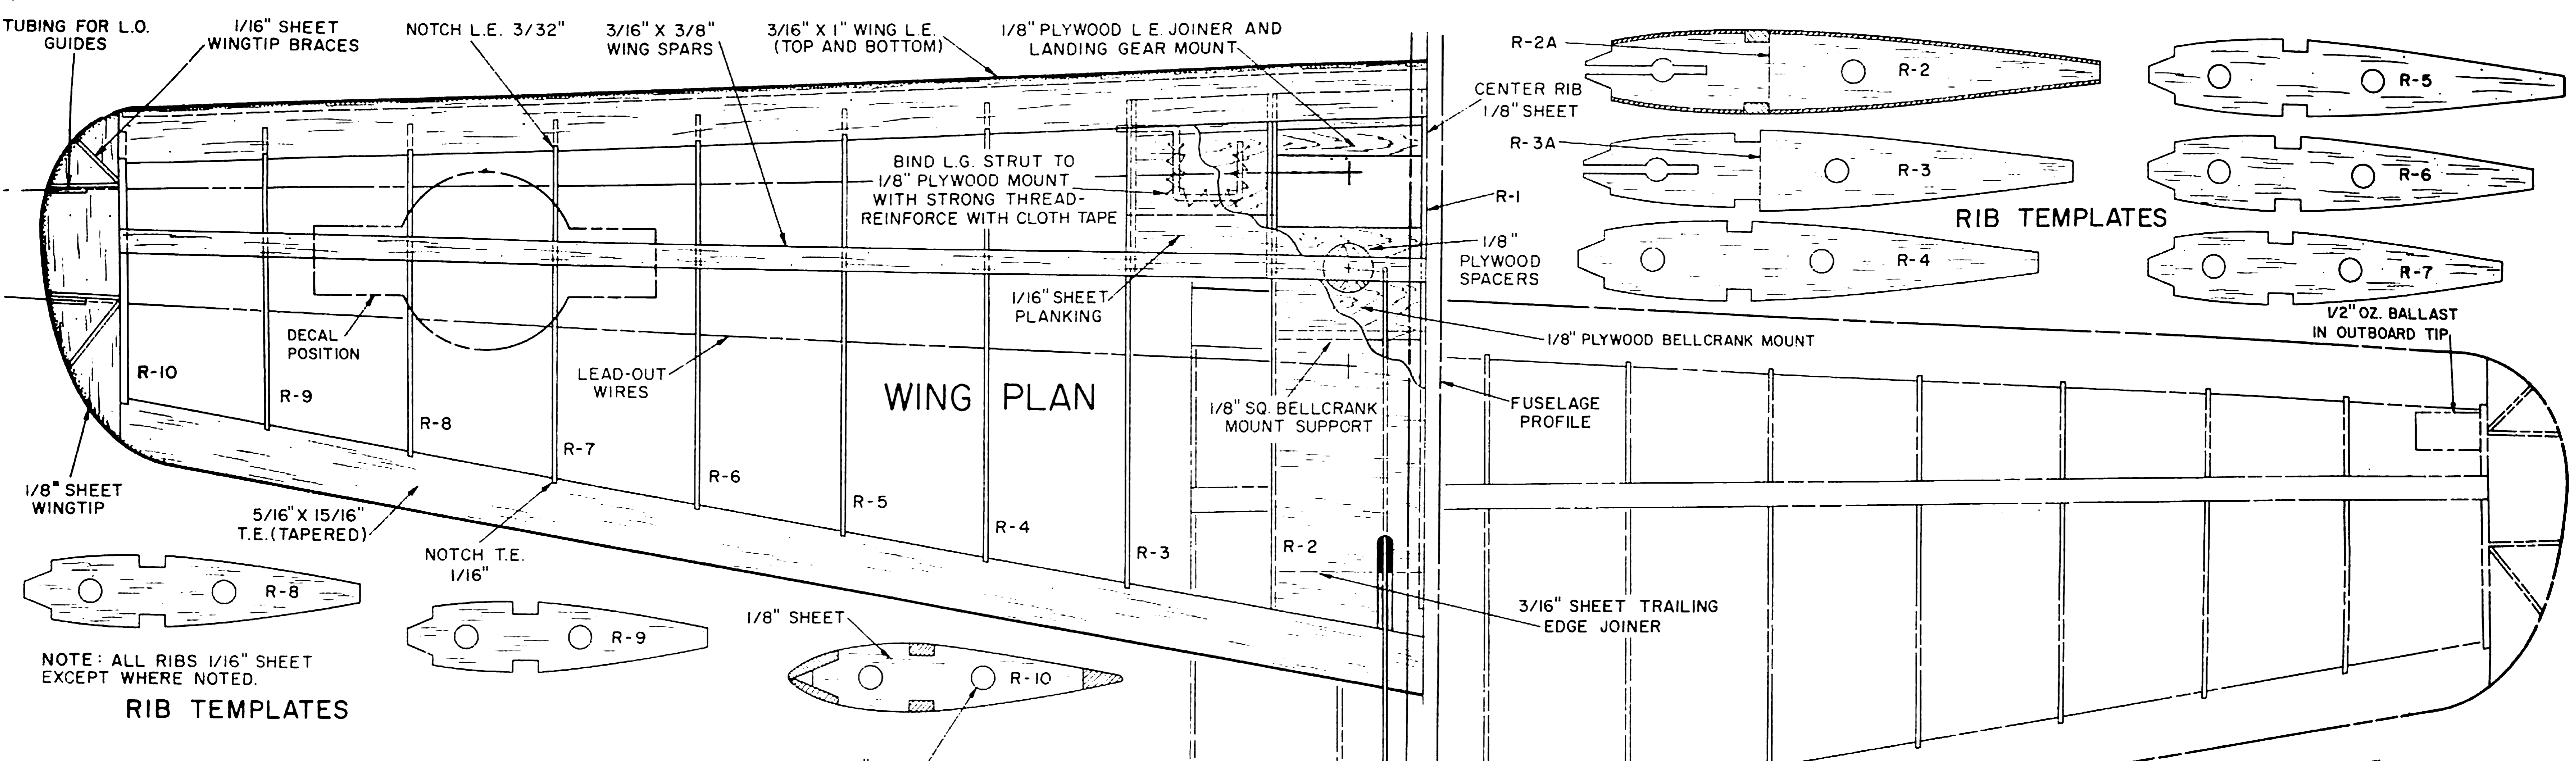 TUBING FOR L.O.
GUIDES
1/16" SHEET
WINGTIP BRACES
NOTCH L.E. 3/32"
3/16" X 3/8"
WING SPARS
3/16" X 1" WING L.E.
(TOP AND BOTTOM)
1/8" PLYWOOD L.E. JOINER AND
LANDING GEAR MOUNT
R-2A
R-2
R-5
CENTER RIB
1/8" SHEET
R-3A
R-3
R-6
BIND L.G. STRUT TO
1/8" PLYWOOD MOUNT
WITH STRONG THREAD-
REINFORCE WITH CLOTH TAPE
R-1
RIB TEMPLATES
1/8"
PLYWOOD
SPACERS
R-4
R-7
1/16" SHEET
PLANKING
DECAL
POSITION
1/2" OZ. BALLAST
IN OUTBOARD TIP
1/8" PLYWOOD BELLCRANK MOUNT
LEAD-OUT
WIRES
WING PLAN
1/8" SQ. BELLCRANK
MOUNT SUPPORT
FUSELAGE
PROFILE
R-10
R-9
R-8
R-7
R-6
R-5
R-4
R-3
R-2
1/8" SHEET
WINGTIP
5/16" X 15/16"
T.E. (TAPERED)
NOTCH T.E.
1/16"
3/16" SHEET TRAILING
EDGE JOINER
R-8
R-9
1/8" SHEET
R-10
NOTE: ALL RIBS 1/16" SHEET
EXCEPT WHERE NOTED.
RIB TEMPLATES